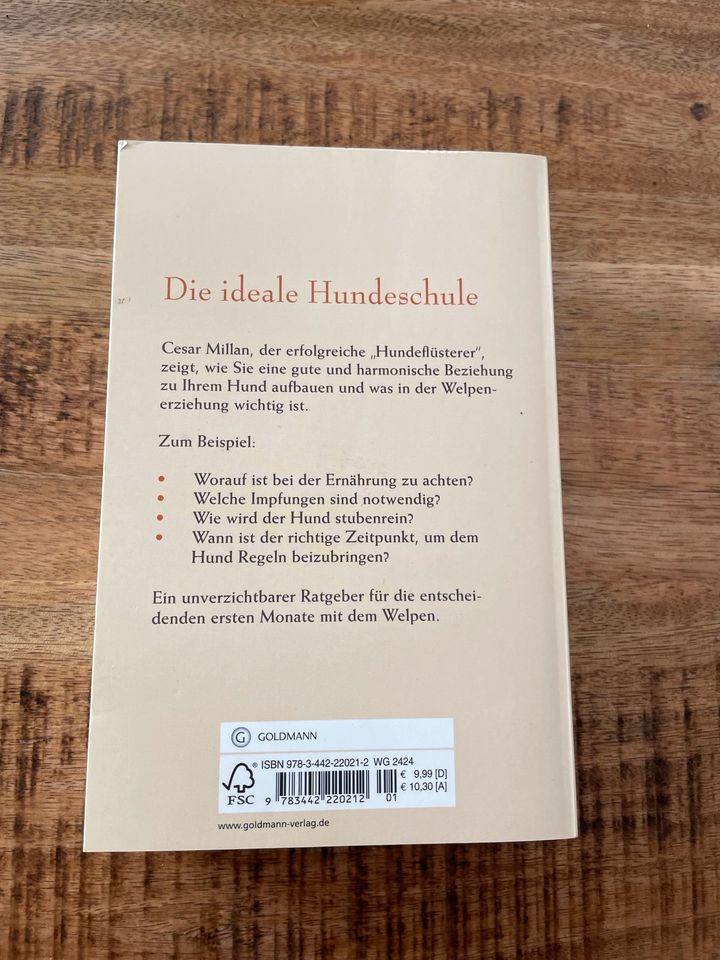 Die ideale Hundeschule
Cesar Millan, der erfolgreiche „Hundeflüsterer“,
zeigt, wie Sie eine gute und harmonische Beziehung
zu Ihrem Hund aufbauen und was in der Welpen-
erziehung wichtig ist.
Zum Beispiel:
• Worauf ist bei der Ernährung zu achten?
• Welche Impfungen sind notwendig?
• Wie wird der Hund stubenrein?
• Wann ist der richtige Zeitpunkt, um dem
Hund Regeln beizubringen?
Ein unverzichtbarer Ratgeber für die entschei-
denden ersten Monate mit dem Welpen.
G GOLDMANN
® ISBN 978-3-442-22021-2 WG 2424
€ 9,99 [D]
€ 10,30 [A]
FSC 9 783442 220212 01
www.goldmann-verlag.de